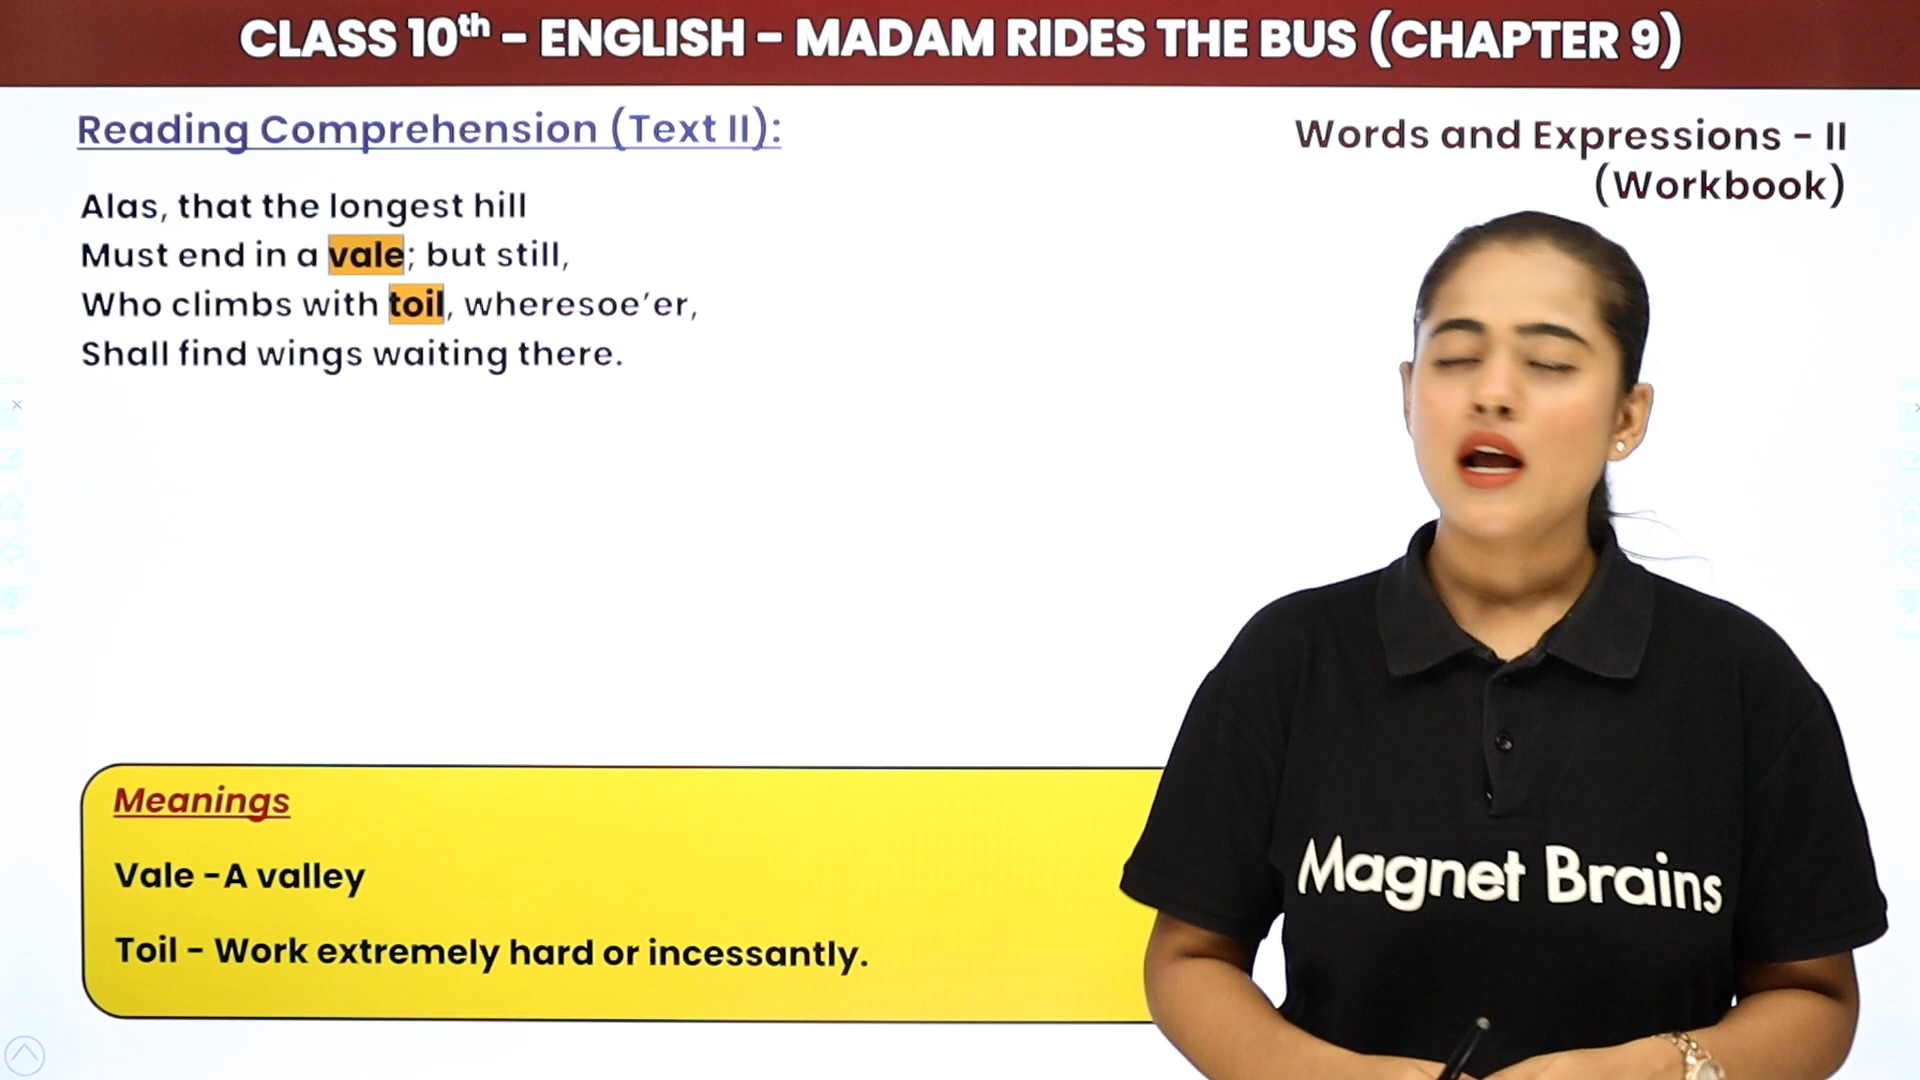 CLASS 10th – ENGLISH – MADAM RIDES THE BUS (CHAPTER 9)
Reading Comprehension (Text II):
Words and Expressions – II
(Workbook)
Alas, that the longest hill
Must end in a vale; but still,
Who climbs with toil, wheresoe’er,
Shall find wings waiting there.
Meanings
Vale –A valley
Toil – Work extremely hard or incessantly.
Magnet Brains